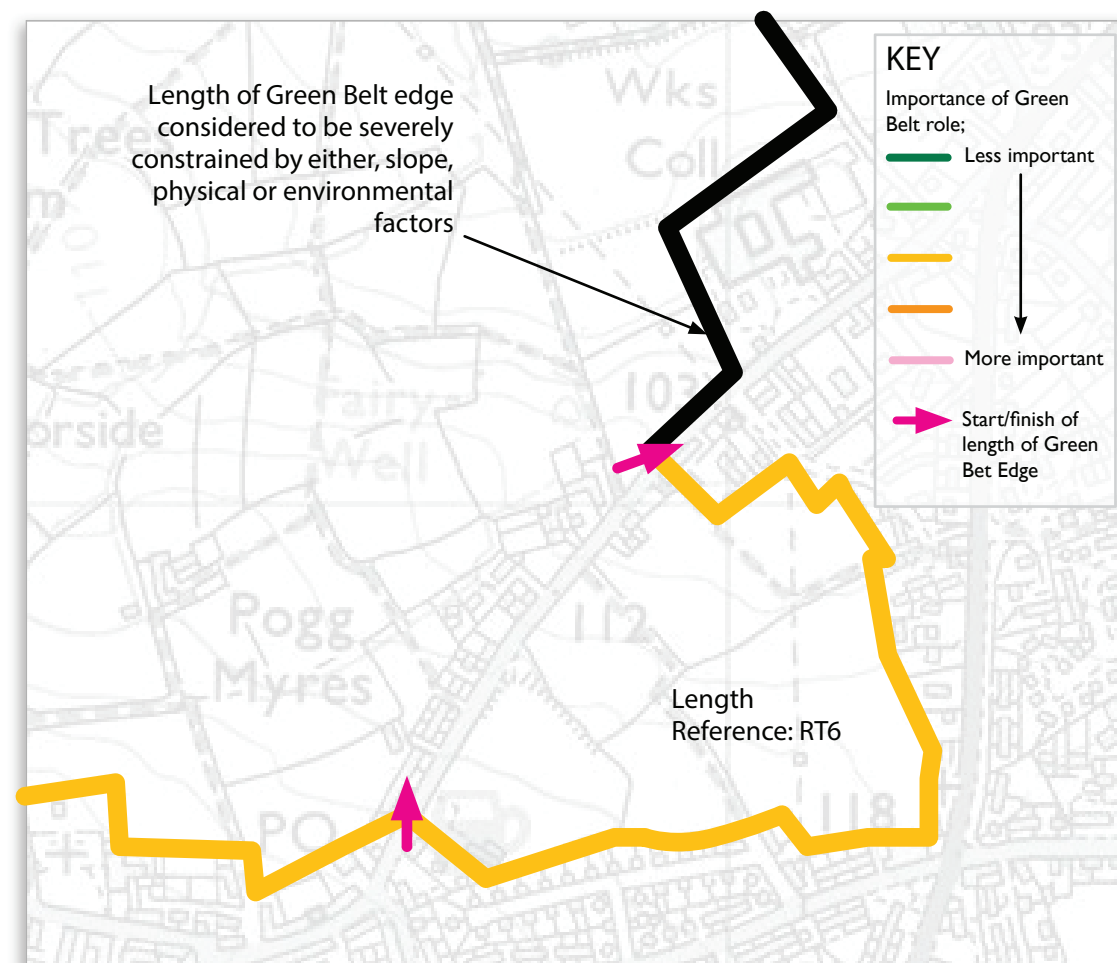 Length of Green Belt edge
considered to be severely
constrained by either, slope,
physical or environmental
factors
KEY
Importance of Green
Belt role;
Less important
More important
Start/finish of
length of Green
Bet Edge
Trees
m
Wks
Coll
93
103
Fairy
orside
112
Pogg
Myres
Length
Reference: RT6
PO
118